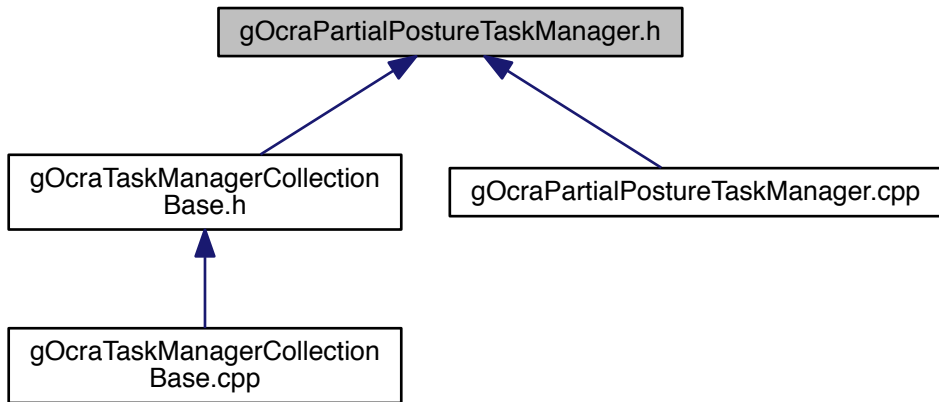 gOcraPartialPostureTaskManager.h
gOcraTaskManagerCollection
Base.h
gOcraPartialPostureTaskManager.cpp
gOcraTaskManagerCollection
Base.cpp